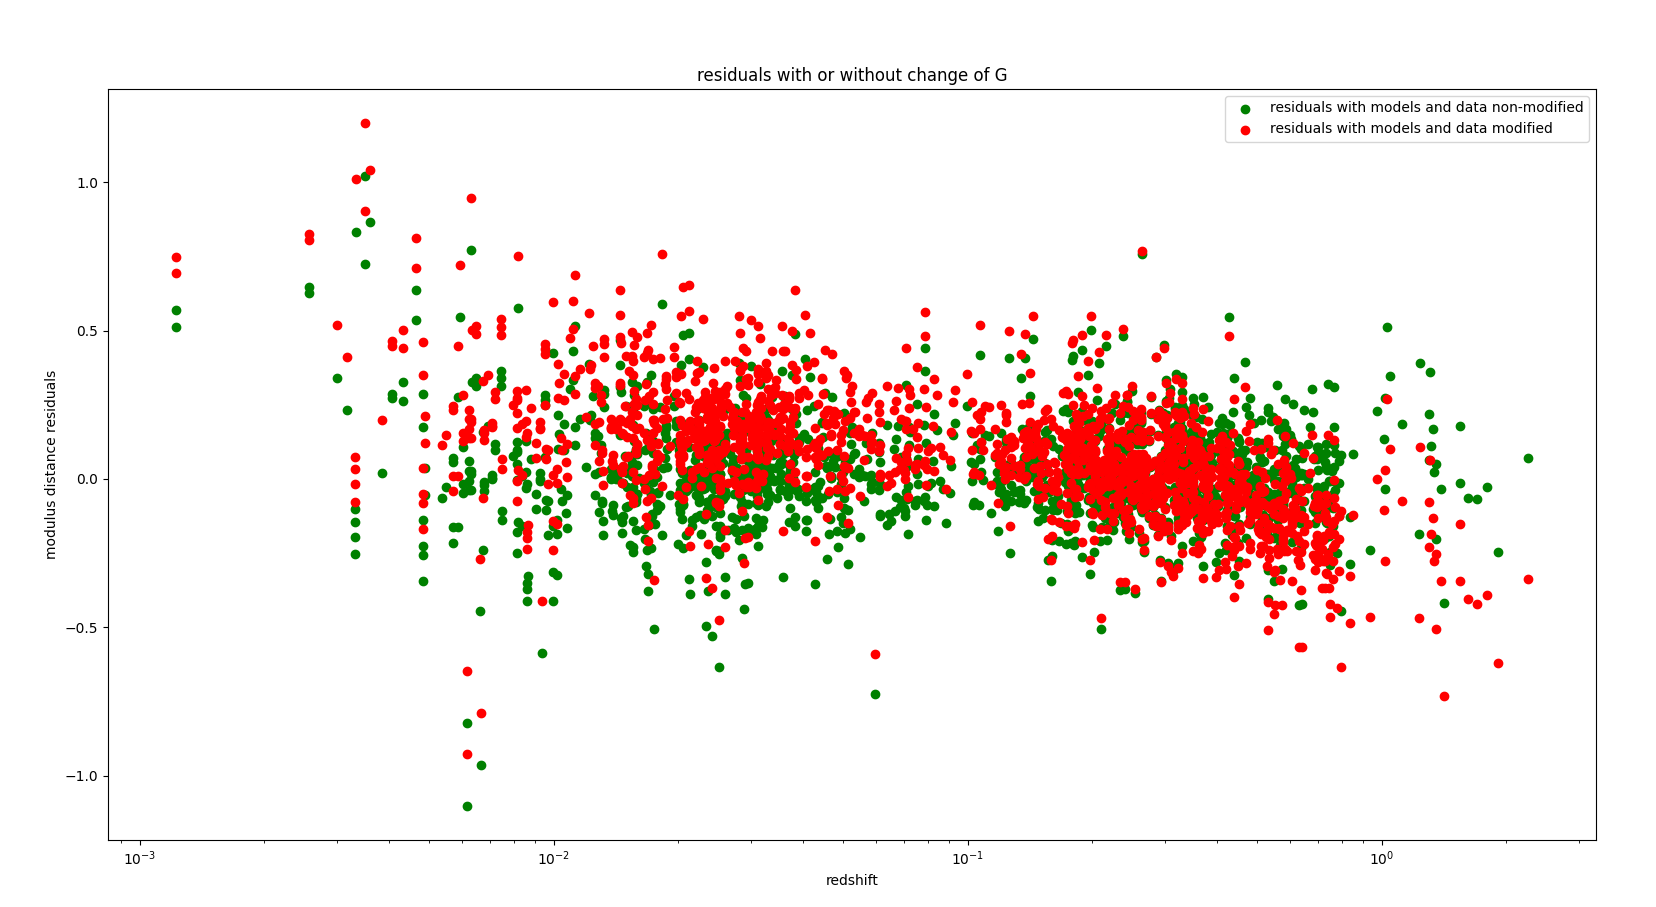 residuals with or without change of G
residuals with models and data non-modified
residuals with models and data modified
modulus distance residuals
1.0
0.5
0.0
−0.5
−1.0
10⁻³
10⁻²
10⁻¹
10⁰
redshift